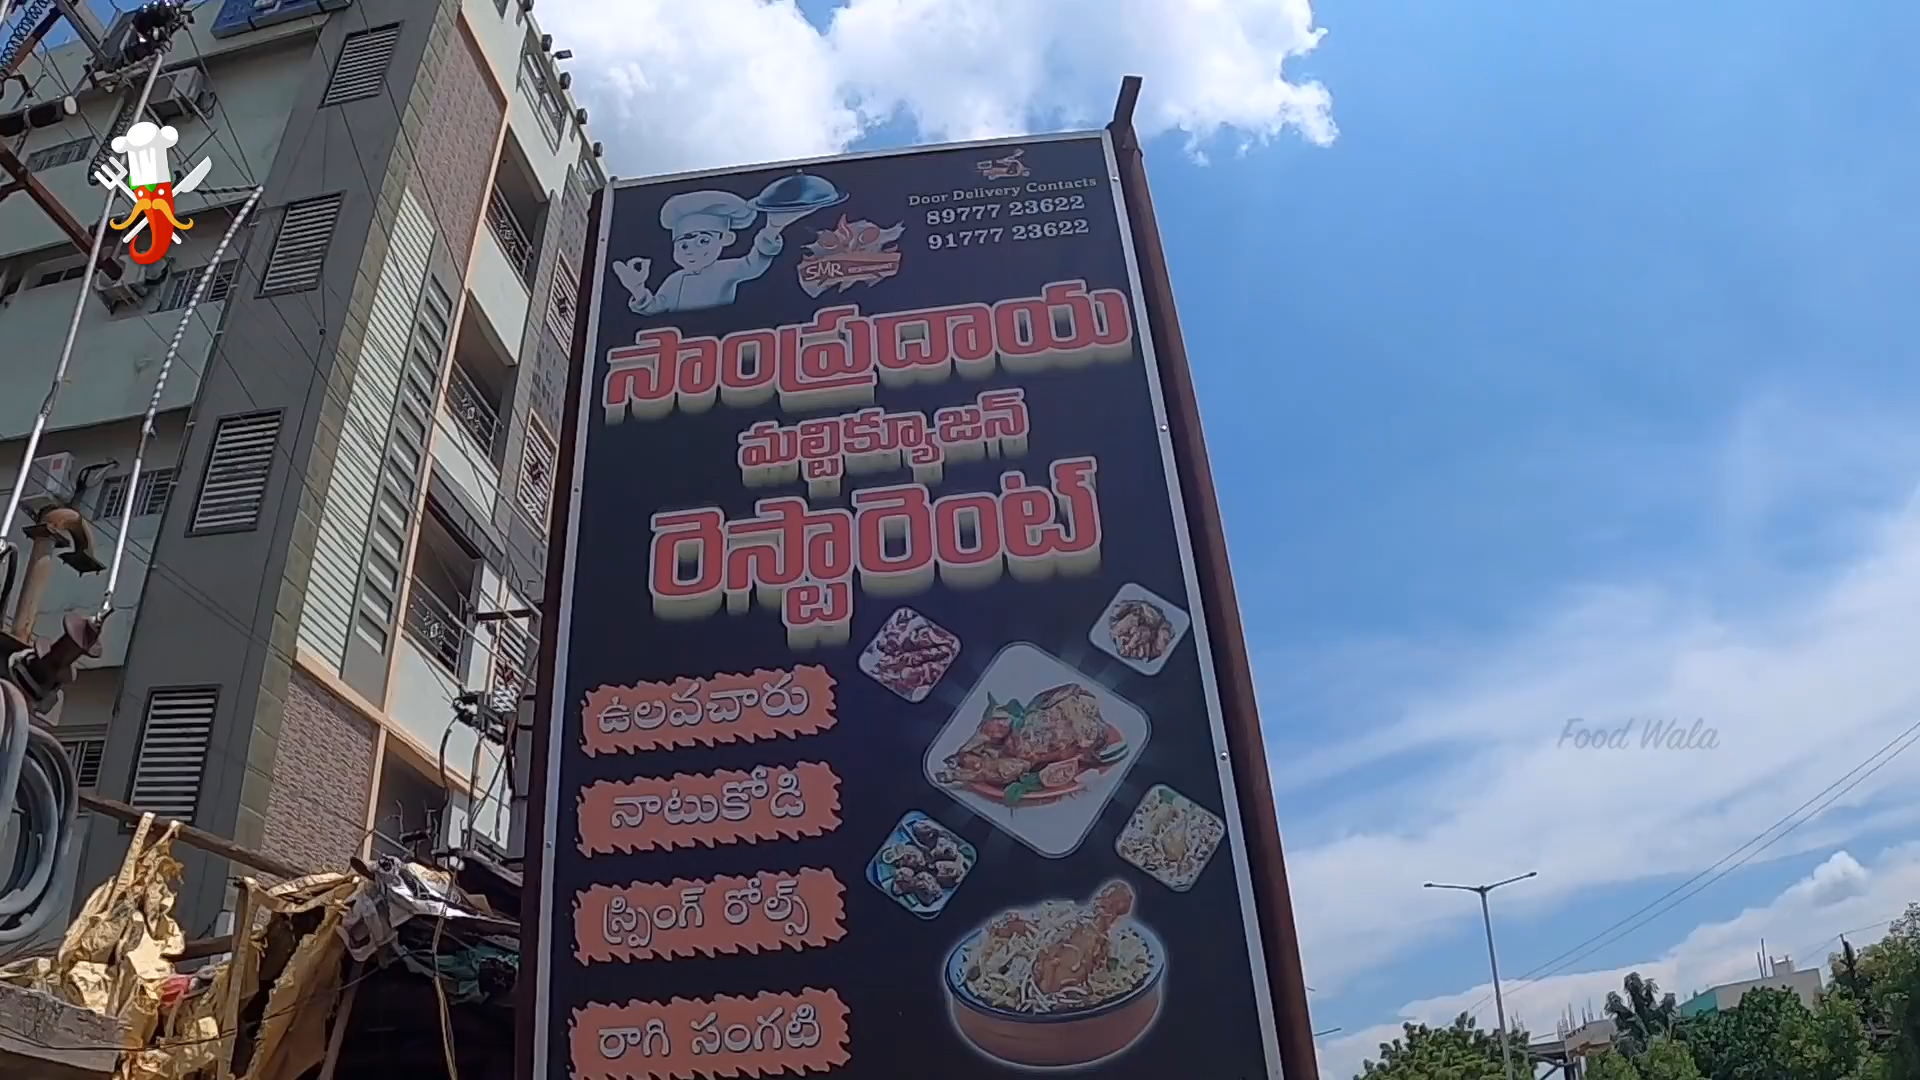 Door Delivery Contacts
89777 23622
91777 23622
SMR
సాంప్రదాయ
మల్టిక్యూజన్
రెస్టారెంట్
ఉలవచారు
నాటుకోడి
స్ప్రింగ్ రోల్స్
రాగి సంగటి
Food Wala